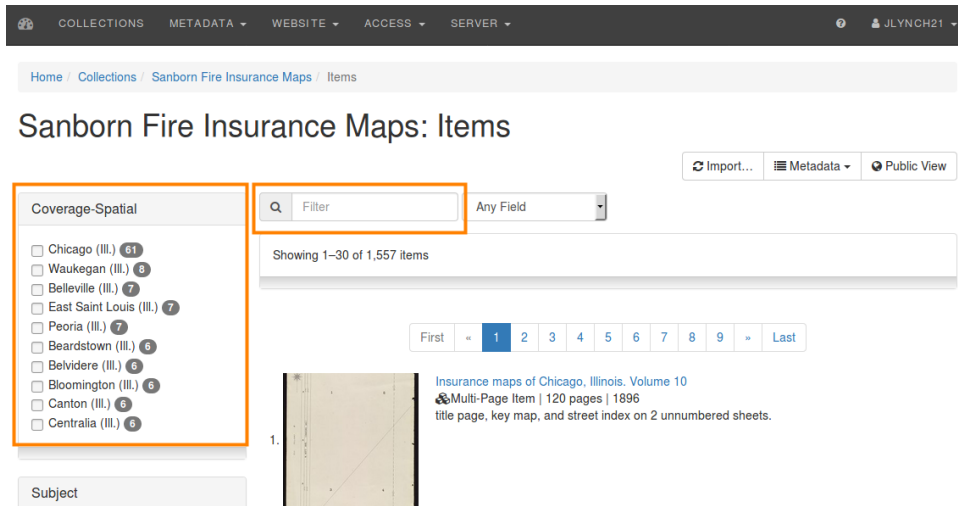 COLLECTIONS METADATA WEBSITE ACCESS SERVER JLYNCH21
Home / Collections / Sanborn Fire Insurance Maps / Items
Sanborn Fire Insurance Maps: Items
Import... Metadata Public View
Coverage-Spatial
Chicago (Ill.) 61
Waukegan (Ill.) 8
Belleville (Ill.) 7
East Saint Louis (Ill.) 7
Peoria (Ill.) 7
Beardstown (Ill.) 6
Belvidere (Ill.) 6
Bloomington (Ill.) 6
Canton (Ill.) 6
Centralia (Ill.) 6
Subject
Filter Any Field
Showing 1–30 of 1,557 items
First « 1 2 3 4 5 6 7 8 9 » Last
1.
Insurance maps of Chicago, Illinois. Volume 10
Multi-Page Item | 120 pages | 1896
title page, key map, and street index on 2 unnumbered sheets.